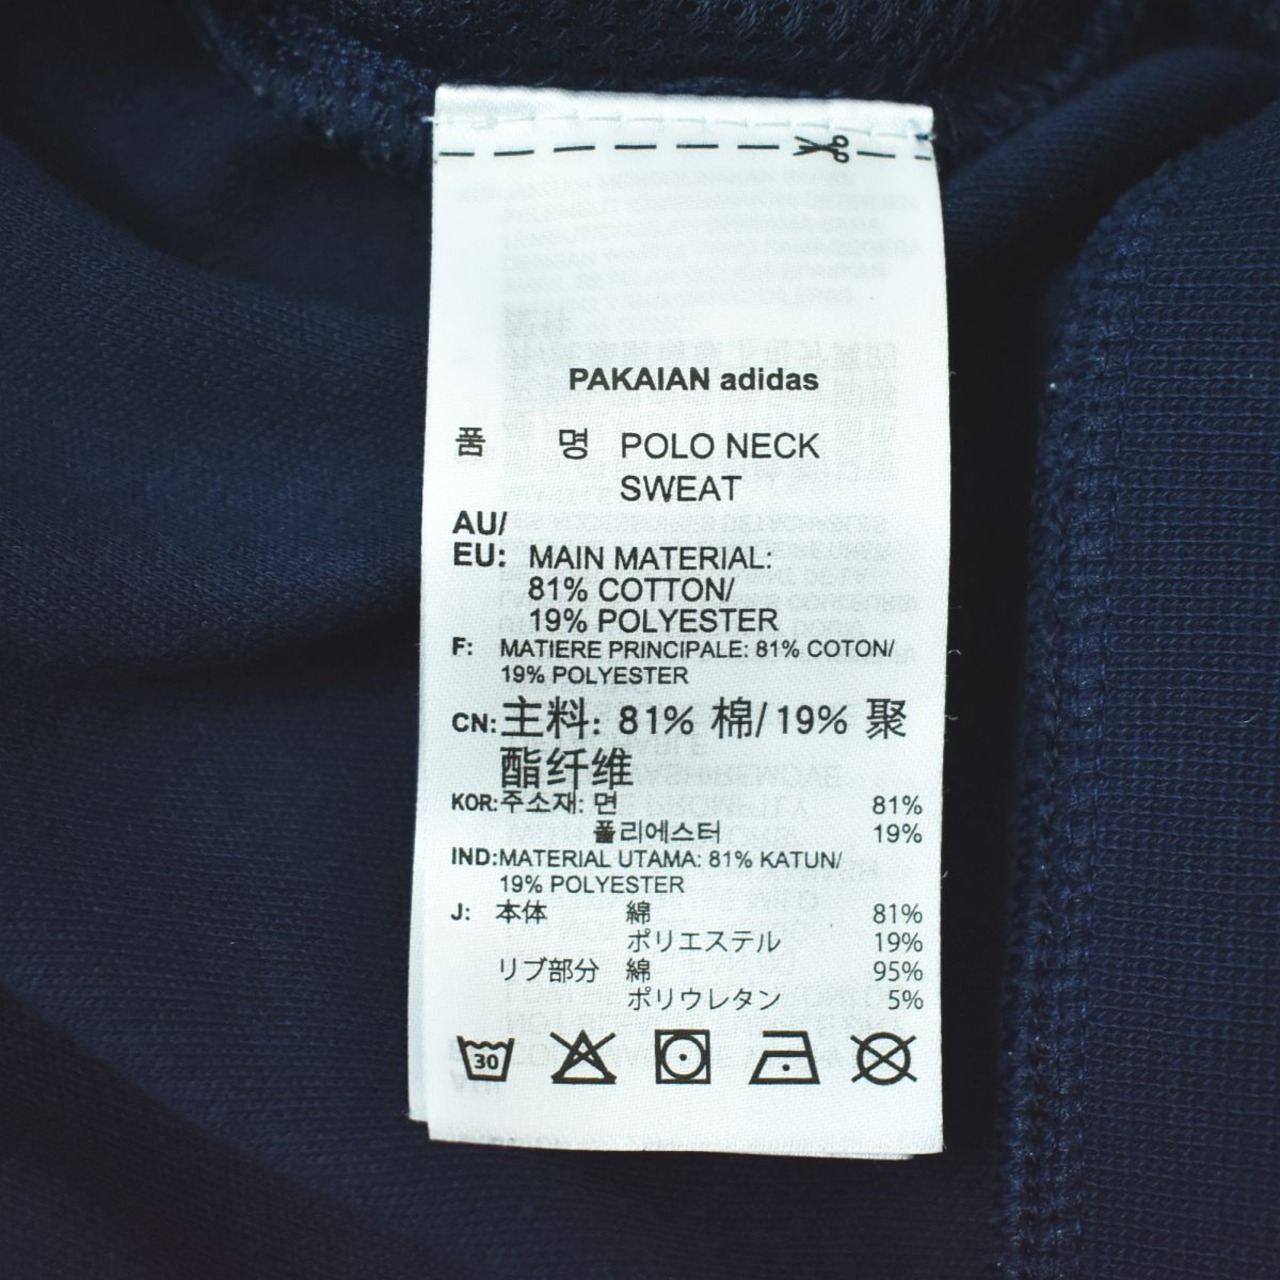 PAKAIAN adidas
품 명 POLO NECK
SWEAT
AU/
EU: MAIN MATERIAL:
81% COTTON/
19% POLYESTER
F: MATIERE PRINCIPALE: 81% COTON/
19% POLYESTER
CN: 主料: 81% 棉/19% 聚
酯纤维
KOR: 주소재: 면 81%
폴리에스터 19%
IND: MATERIAL UTAMA: 81% KATUN/
19% POLYESTER
J: 本体 綿 81%
ポリエステル 19%
リブ部分 綿 95%
ポリウレタン 5%
30